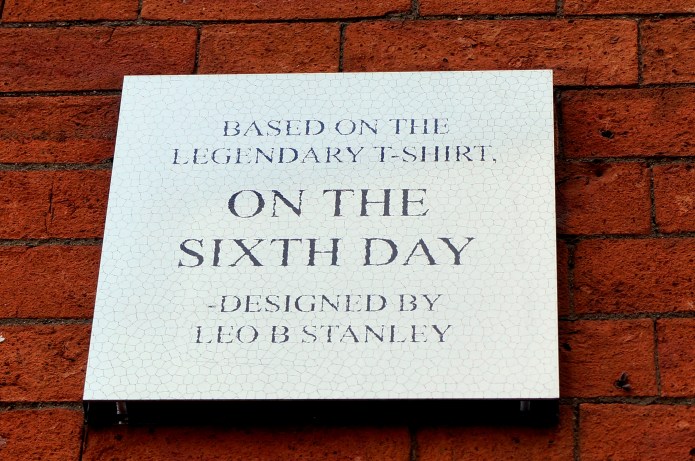 BASED ON THE
LEGENDARY T-SHIRT,
ON THE
SIXTH DAY
-DESIGNED BY
LEO B STANLEY